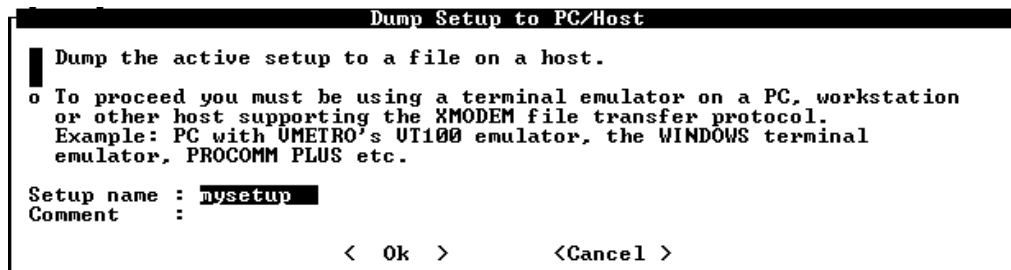 Dump Setup to PC/Host
Dump the active setup to a file on a host.
o To proceed you must be using a terminal emulator on a PC, workstation
or other host supporting the XMODEM file transfer protocol.
Example: PC with VMETRO's VT100 emulator, the WINDOWS terminal
emulator, PROCOMM PLUS etc.
Setup name : mysetup
Comment :
< Ok > <Cancel >